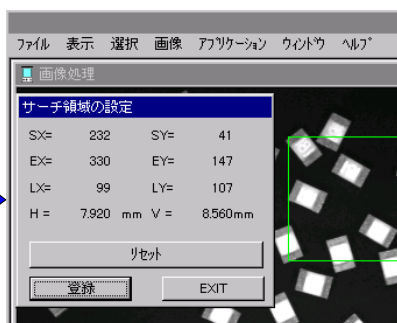 ファイル 表示 選択 画像 アプリケーション ウィンドウ ヘルプ
画像処理
サーチ領域の設定
SX= 232 SY= 41
EX= 330 EY= 147
LX= 99 LY= 107
H = 7.920 mm V = 8.560mm
リセット
登録 EXIT